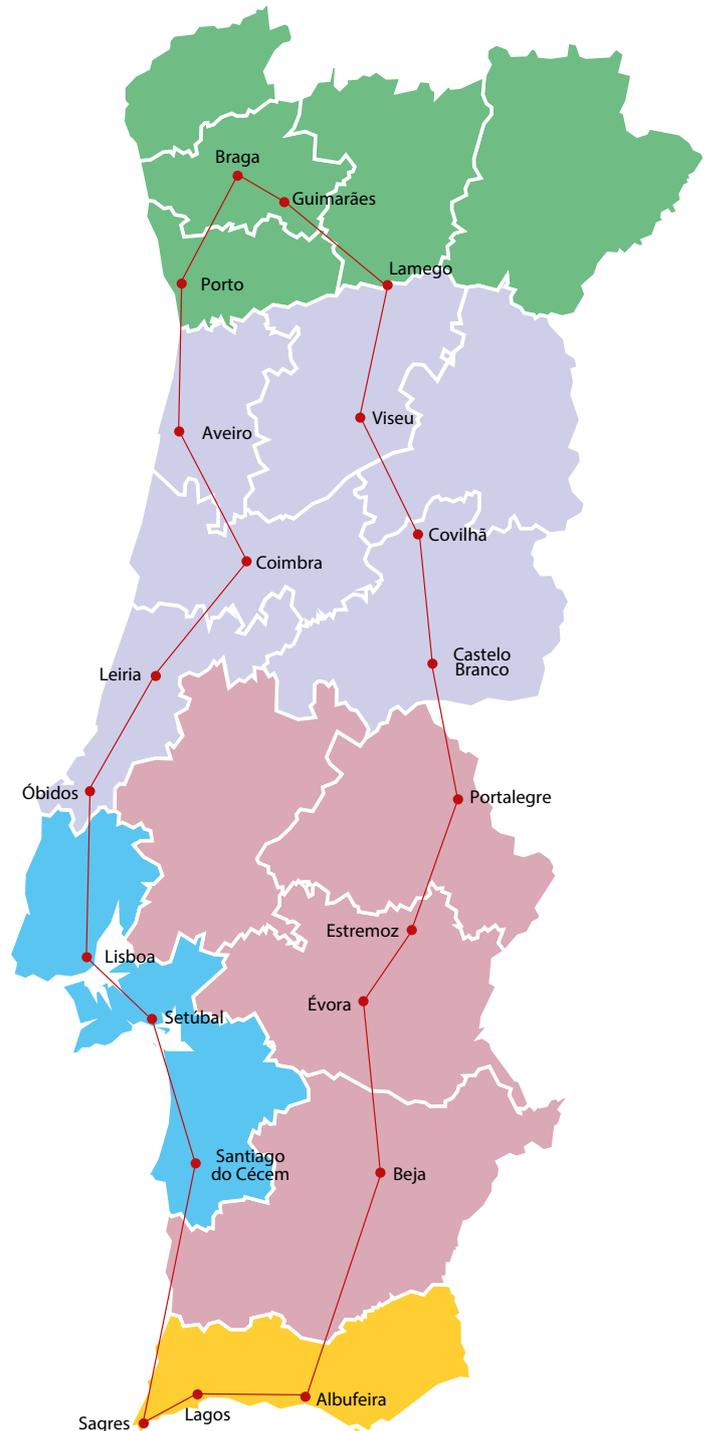 Braga
Guimarães
Lamego
Porto
Viseu
Aveiro
Covilhã
Coimbra
Castelo
Branco
Leiria
Óbidos
Portalegre
Estremoz
Lisboa
Évora
Setúbal
Santiago
do Cécem
Beja
Albufeira
Lagos
Sagres